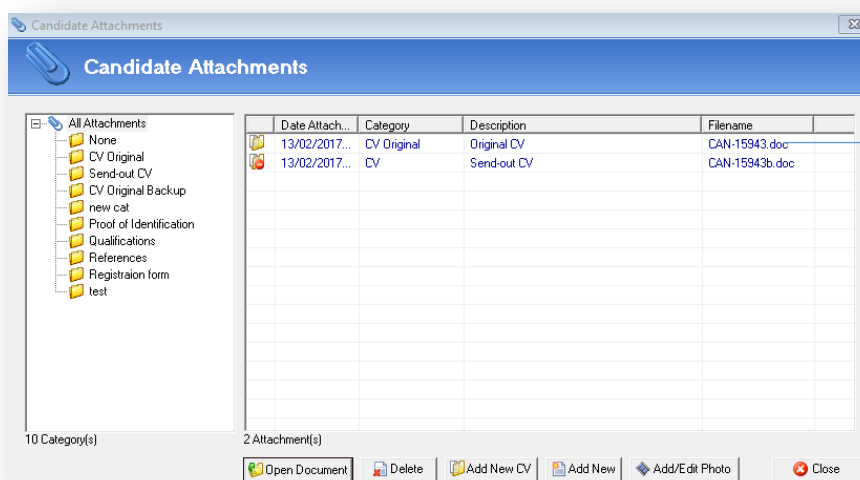 Candidate Attachments
Candidate Attachments
All Attachments
None
CV Original
Send-out CV
CV Original Backup
new cat
Proof of Identification
Qualifications
References
Registraion form
test
Date Attach... Category Description Filename
13/02/2017... CV Original Original CV CAN-15943.doc
13/02/2017... CV Send-out CV CAN-15943b.doc
10 Category(s) 2 Attachment(s)
Open Document Delete Add New CV Add New Add/Edit Photo Close